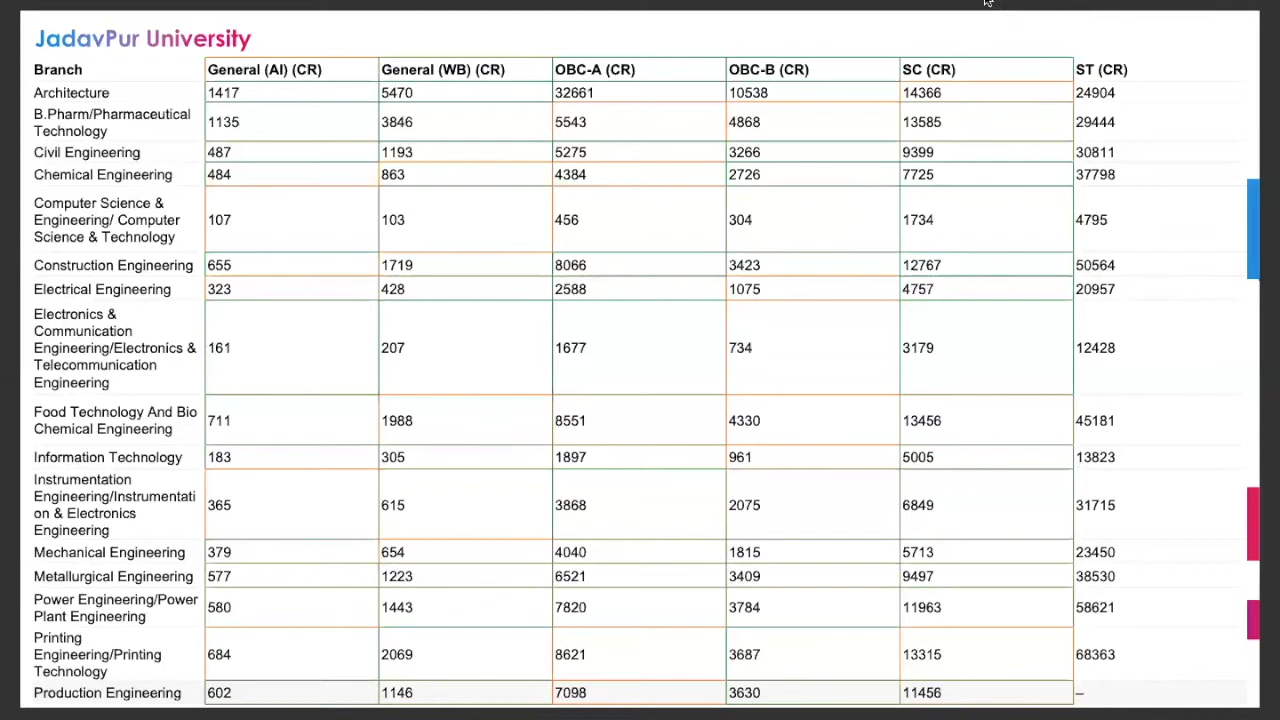 JadavPur University
Branch General (AI) (CR) General (WB) (CR) OBC-A (CR) OBC-B (CR) SC (CR) ST (CR)
Architecture 1417 5470 32661 10538 14366 24904
B.Pharm/Pharmaceutical
Technology 1135 3846 5543 4868 13585 29444
Civil Engineering 487 1193 5275 3266 9399 30811
Chemical Engineering 484 863 4384 2726 7725 37798
Computer Science &
Engineering/ Computer 107 103 456 304 1734 4795
Science & Technology
Construction Engineering 655 1719 8066 3423 12767 50564
Electrical Engineering 323 428 2588 1075 4757 20957
Electronics &
Communication
Engineering/Electronics & 161 207 1677 734 3179 12428
Telecommunication
Engineering
Food Technology And Bio
Chemical Engineering 711 1988 8551 4330 13456 45181
Information Technology 183 305 1897 961 5005 13823
Instrumentation
Engineering/Instrumentati
on & Electronics 365 615 3868 2075 6849 31715
Engineering
Mechanical Engineering 379 654 4040 1815 5713 23450
Metallurgical Engineering 577 1223 6521 3409 9497 38530
Power Engineering/Power
Plant Engineering 580 1443 7820 3784 11963 58621
Printing
Engineering/Printing 684 2069 8621 3687 13315 68363
Technology
Production Engineering 602 1146 7098 3630 11456 –